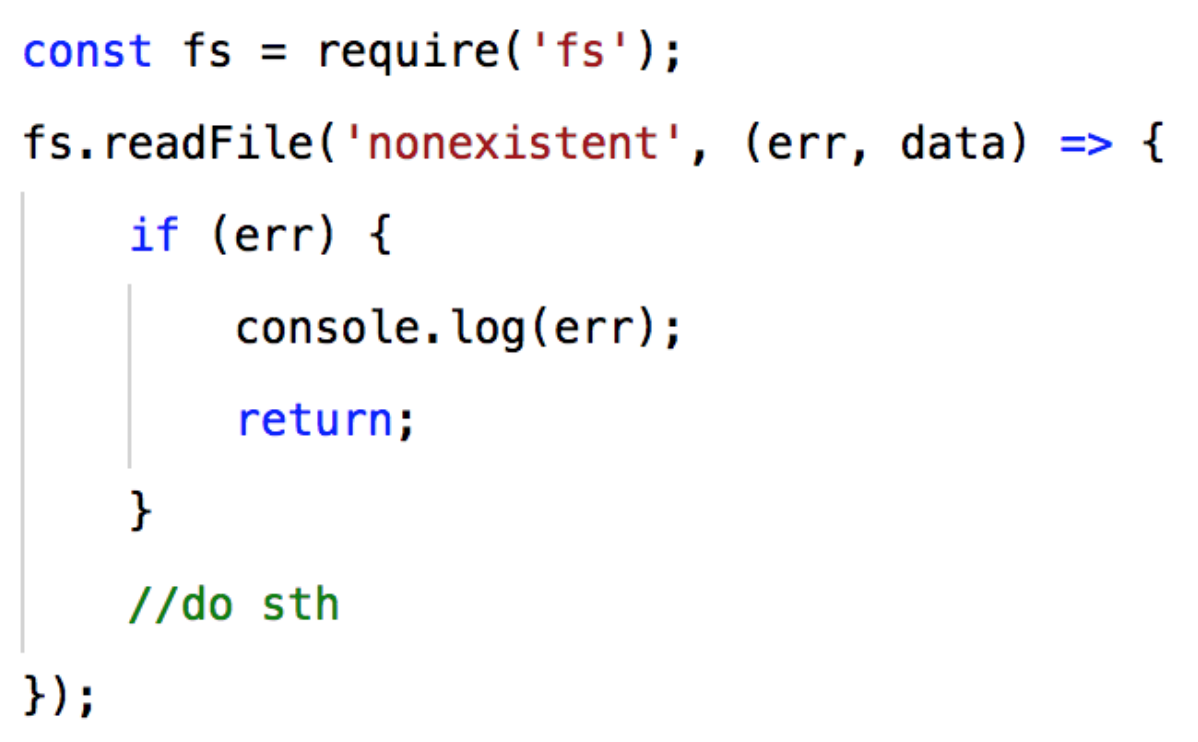 const fs = require('fs');
fs.readFile('nonexistent', (err, data) => {
    if (err) {
        console.log(err);
        return;
    }
    //do sth
});